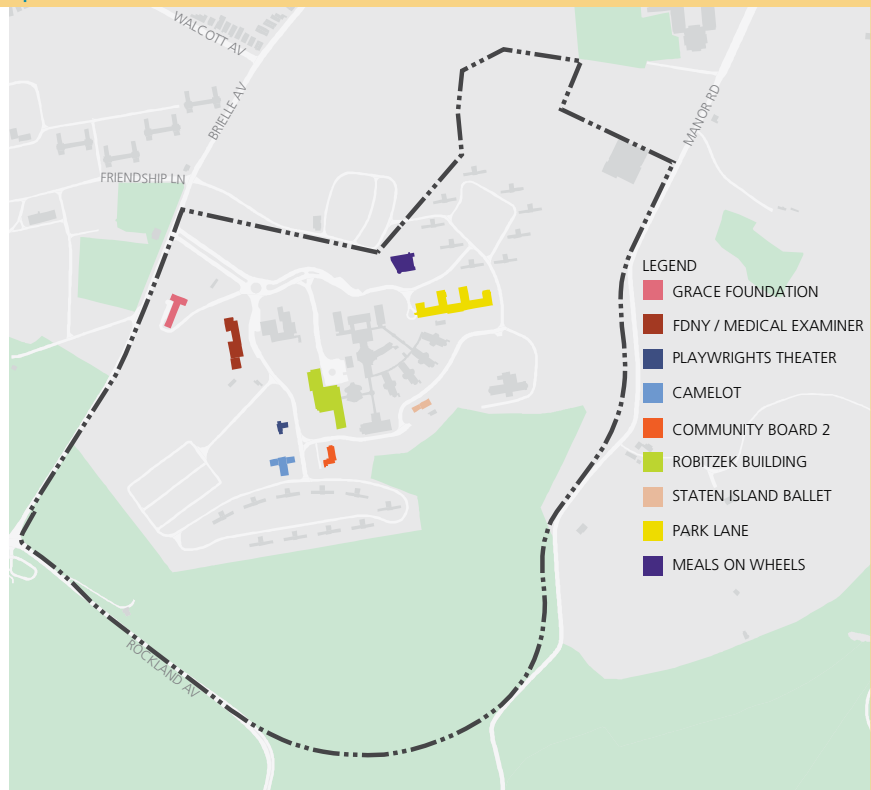 WALCOTT AV
BRIELLE AV
MANOR RD
FRIENDSHIP LN
ROCKLAND AV
LEGEND
GRACE FOUNDATION
FDNY / MEDICAL EXAMINER
PLAYWRIGHTS THEATER
CAMELOT
COMMUNITY BOARD 2
ROBITZEK BUILDING
STATEN ISLAND BALLET
PARK LANE
MEALS ON WHEELS